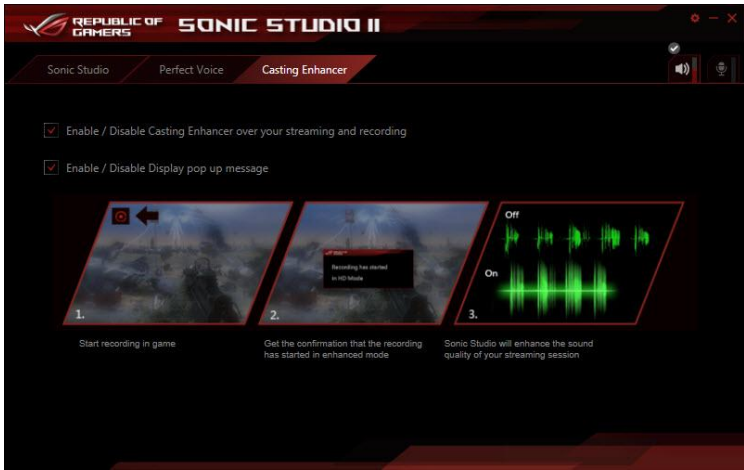 REPUBLIC OF
GAMERS
SONIC STUDIO II
Sonic Studio
Perfect Voice
Casting Enhancer
Enable / Disable Casting Enhancer over your streaming and recording
Enable / Disable Display pop up message
1.
Recording has started
in HD Mode
2.
Off
On
3.
Start recording in game
Get the confirmation that the recording
has started in enhanced mode
Sonic Studio will enhance the sound
quality of your streaming session